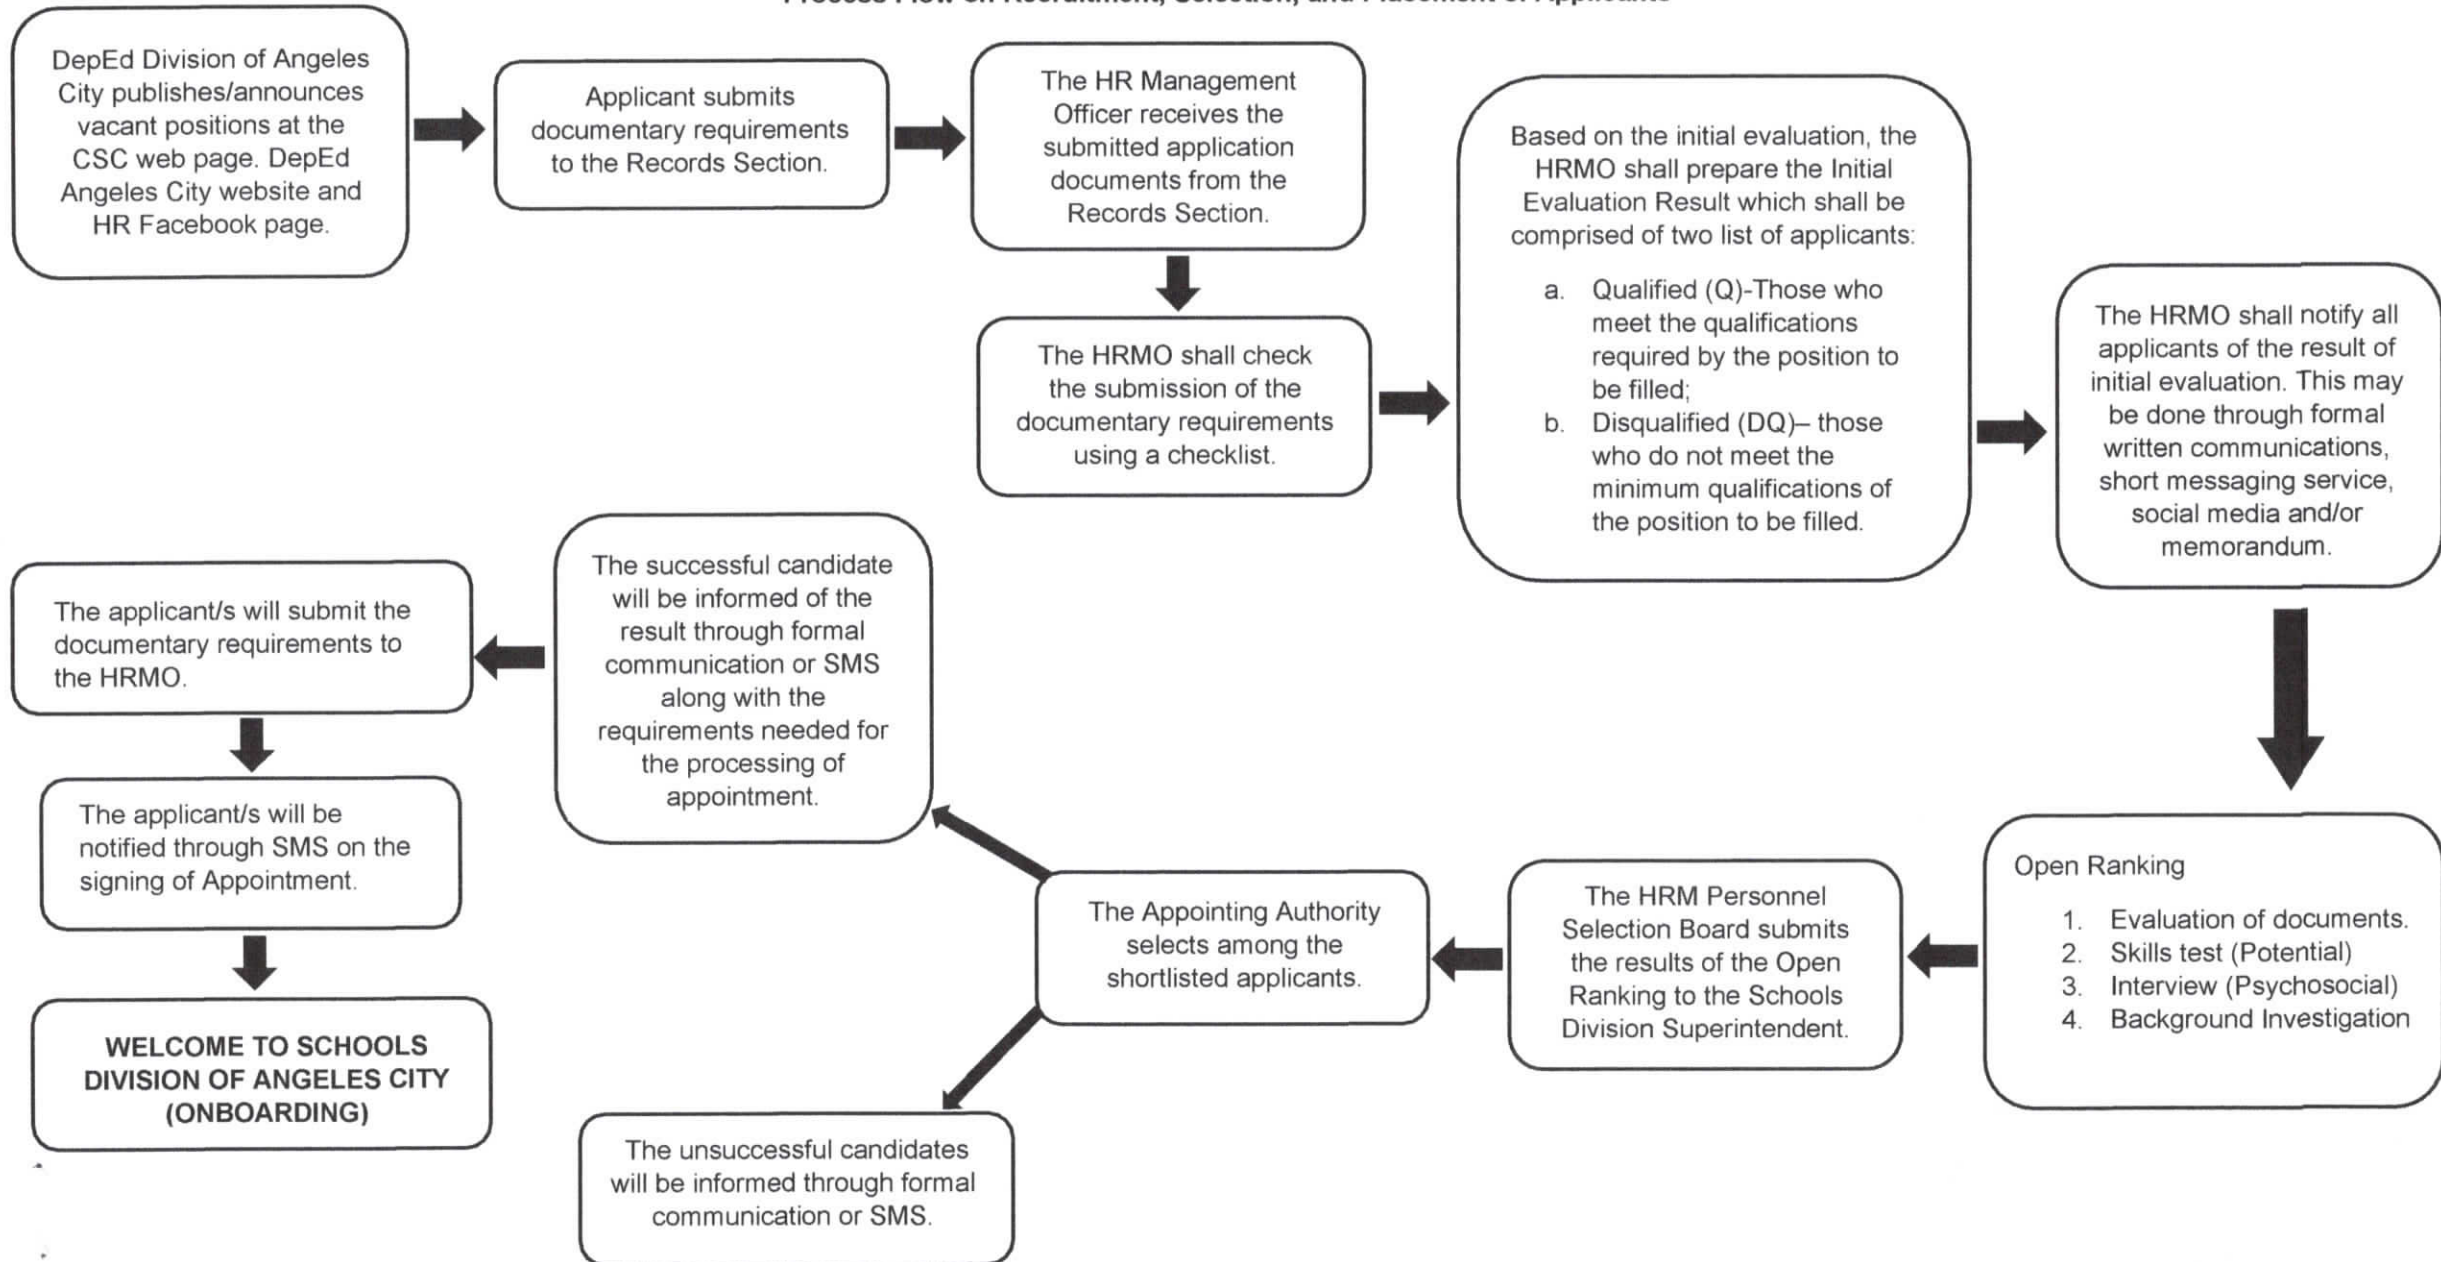 Process Flow on Recruitment, Selection, and Placement of Applicants
DepEd Division of Angeles
City publishes/announces
vacant positions at the
CSC web page. DepEd
Angeles City website and
HR Facebook page.
Applicant submits
documentary requirements
to the Records Section.
The HR Management
Officer receives the
submitted application
documents from the
Records Section.
The HRMO shall check
the submission of the
documentary requirements
using a checklist.
Based on the initial evaluation, the
HRMO shall prepare the Initial
Evaluation Result which shall be
comprised of two list of applicants:
a. Qualified (Q)-Those who
meet the qualifications
required by the position to
be filled;
b. Disqualified (DQ)– those
who do not meet the
minimum qualifications of
the position to be filled.
The HRMO shall notify all
applicants of the result of
initial evaluation. This may
be done through formal
written communications,
short messaging service,
social media and/or
memorandum.
Open Ranking
1. Evaluation of documents.
2. Skills test (Potential)
3. Interview (Psychosocial)
4. Background Investigation
The HRM Personnel
Selection Board submits
the results of the Open
Ranking to the Schools
Division Superintendent.
The Appointing Authority
selects among the
shortlisted applicants.
The successful candidate
will be informed of the
result through formal
communication or SMS
along with the
requirements needed for
the processing of
appointment.
The unsuccessful candidates
will be informed through formal
communication or SMS.
The applicant/s will submit the
documentary requirements to
the HRMO.
The applicant/s will be
notified through SMS on the
signing of Appointment.
WELCOME TO SCHOOLS
DIVISION OF ANGELES CITY
(ONBOARDING)